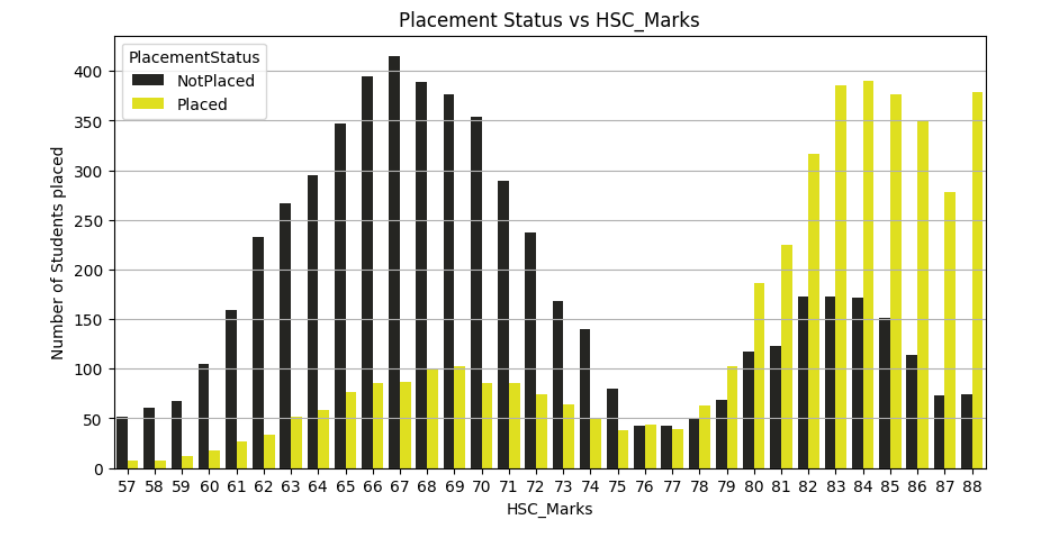 Placement Status vs HSC_Marks
PlacementStatus
NotPlaced
Placed
Number of Students placed
400
350
300
250
200
150
100
50
0
57 58 59 60 61 62 63 64 65 66 67 68 69 70 71 72 73 74 75 76 77 78 79 80 81 82 83 84 85 86 87 88
HSC_Marks